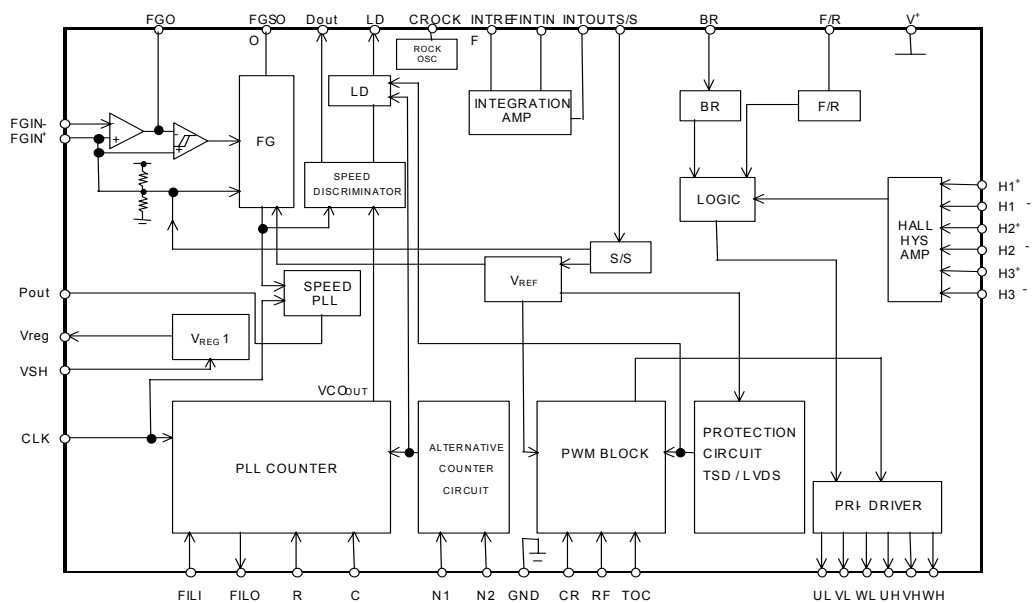 FGO FGSO Dout LD CROCK INTREF FINTIN INTOUT S/S BR F/R V+
ROCK
OSC
LD
INTEGRATION
AMP
BR
F/R
FGIN-
FGIN+
- +
- +
FG
SPEED
DISCRIMINATOR
LOGIC
HALL
HYS
AMP
H1+
H1 -
H2+
H2 -
H3+
H3 -
S/S
VREF
SPEED
PLL
Pout
Vreg
VREG 1
VSH
VCOOUT
CLK
PLL COUNTER
ALTERNATIVE
COUNTER
CIRCUIT
PWM BLOCK
PROTECTION
CIRCUIT
TSD / LVDS
PRI- DRIVER
FILI FILO R C N1 N2 GND CR RF TOC UL VL WL UH VH WH